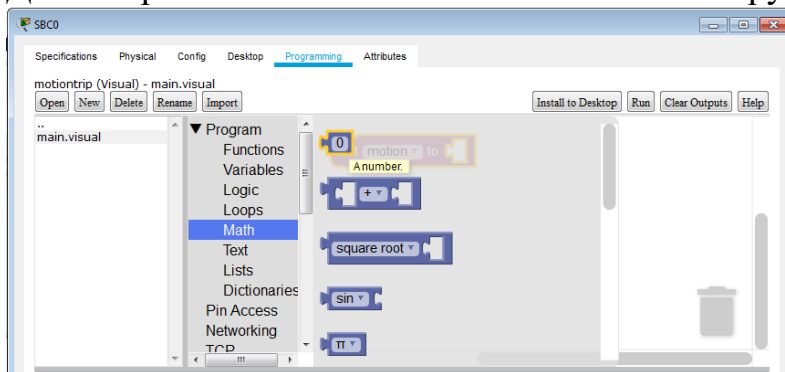 SBC0
Specifications Physical Config Desktop Programming Attributes
motiontrip (Visual) - main.visual
Open New Delete Rename Import Install to Desktop Run Clear Outputs Help
..
main.visual
▼ Program
Functions
Variables
Logic
Loops
Math
Text
Lists
Dictionaries
Pin Access
Networking
TCP
0
motion to
A number.
+
square root
sin
π